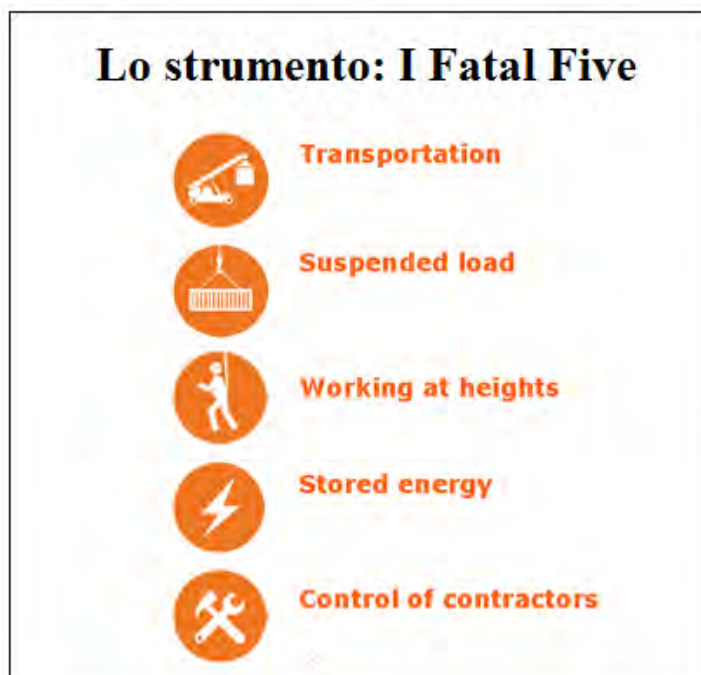 Lo strumento: I Fatal Five
Transportation
Suspended load
Working at heights
Stored energy
Control of contractors